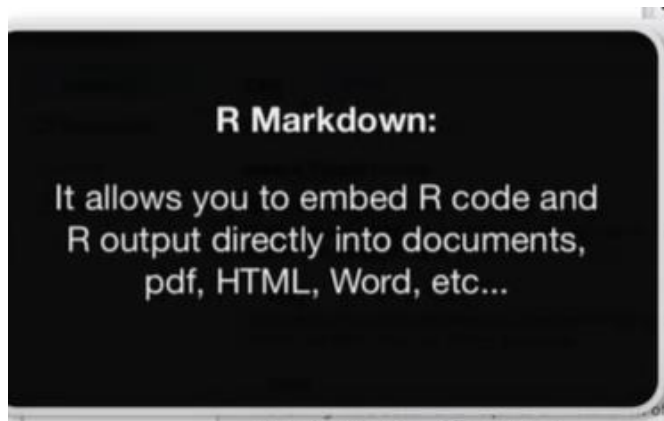 R Markdown:
It allows you to embed R code and
R output directly into documents,
pdf, HTML, Word, etc...